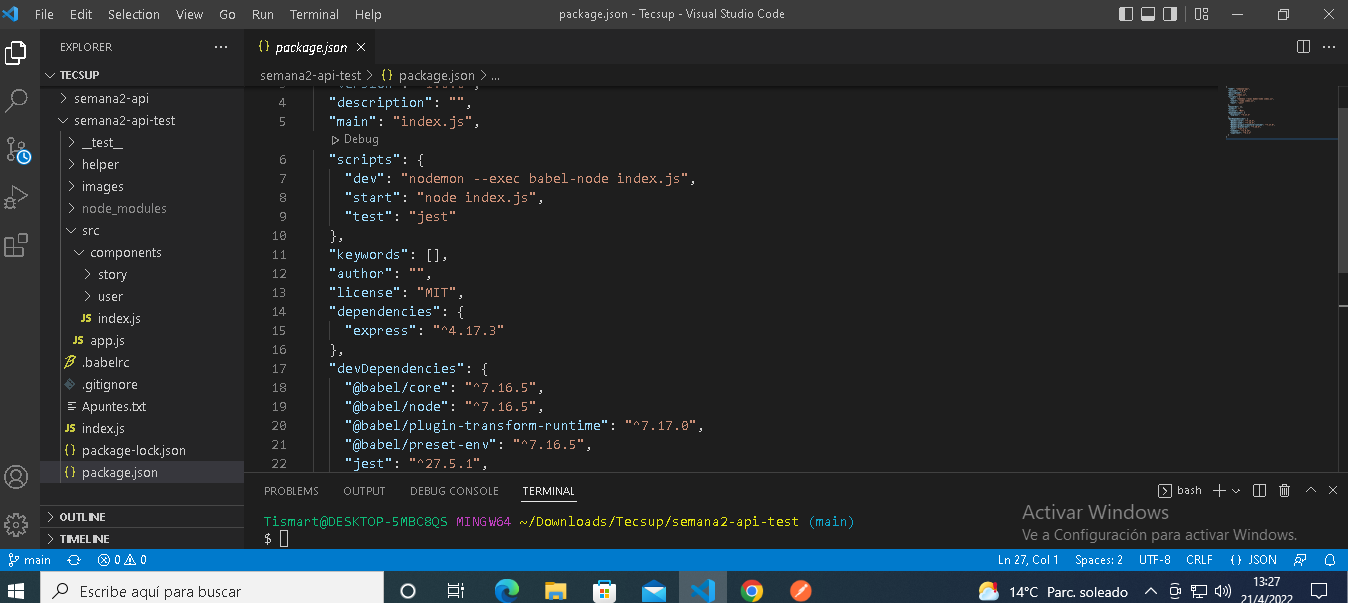 File Edit Selection View Go Run Terminal Help
package.json - Tecsup - Visual Studio Code
EXPLORER
TECSUP
semana2-api
semana2-api-test
__test__
helper
images
node_modules
src
components
story
user
JS index.js
JS app.js
.babelrc
.gitignore
Apuntes.txt
JS index.js
{} package-lock.json
{} package.json
OUTLINE
TIMELINE
{} package.json
semana2-api-test > {} package.json > ...
4 "description": "",
5 "main": "index.js",
Debug
6 "scripts": {
7 "dev": "nodemon --exec babel-node index.js",
8 "start": "node index.js",
9 "test": "jest"
10 },
11 "keywords": [],
12 "author": "",
13 "license": "MIT",
14 "dependencies": {
15 "express": "^4.17.3"
16 },
17 "devDependencies": {
18 "@babel/core": "^7.16.5",
19 "@babel/node": "^7.16.5",
20 "@babel/plugin-transform-runtime": "^7.17.0",
21 "@babel/preset-env": "^7.16.5",
22 "jest": "^27.5.1",
PROBLEMS OUTPUT DEBUG CONSOLE TERMINAL
bash
Tismart@DESKTOP-5MBC8QS MINGW64 ~/Downloads/Tecsup/semana2-api-test (main)
$
Activar Windows
Ve a Configuración para activar Windows.
main 0 0
Ln 27, Col 1 Spaces: 2 UTF-8 CRLF {} JSON
Escribe aquí para buscar
14°C Parc. soleado
13:27
21/4/2022